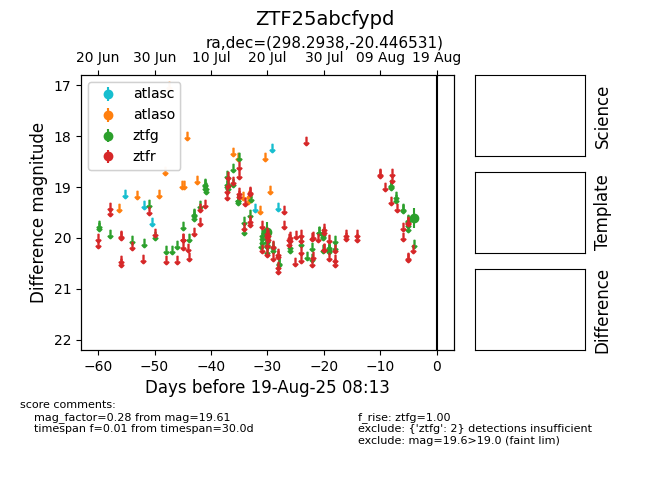 ZTF25abcfypd
ra,dec=(298.2938,-20.446531)
20 Jun 30 Jun 10 Jul 20 Jul 30 Jul 09 Aug 19 Aug
17
18
19
20
21
22
Difference magnitude
atlasc
atlaso
ztfg
ztfr
−60 −50 −40 −30 −20 −10 0
Days before 19-Aug-25 08:13
Science
Template
Difference
score comments:
mag_factor=0.28 from mag=19.61
timespan f=0.01 from timespan=30.0d
f_rise: ztfg=1.00
exclude: {'ztfg': 2} detections insufficient
exclude: mag=19.6>19.0 (faint lim)